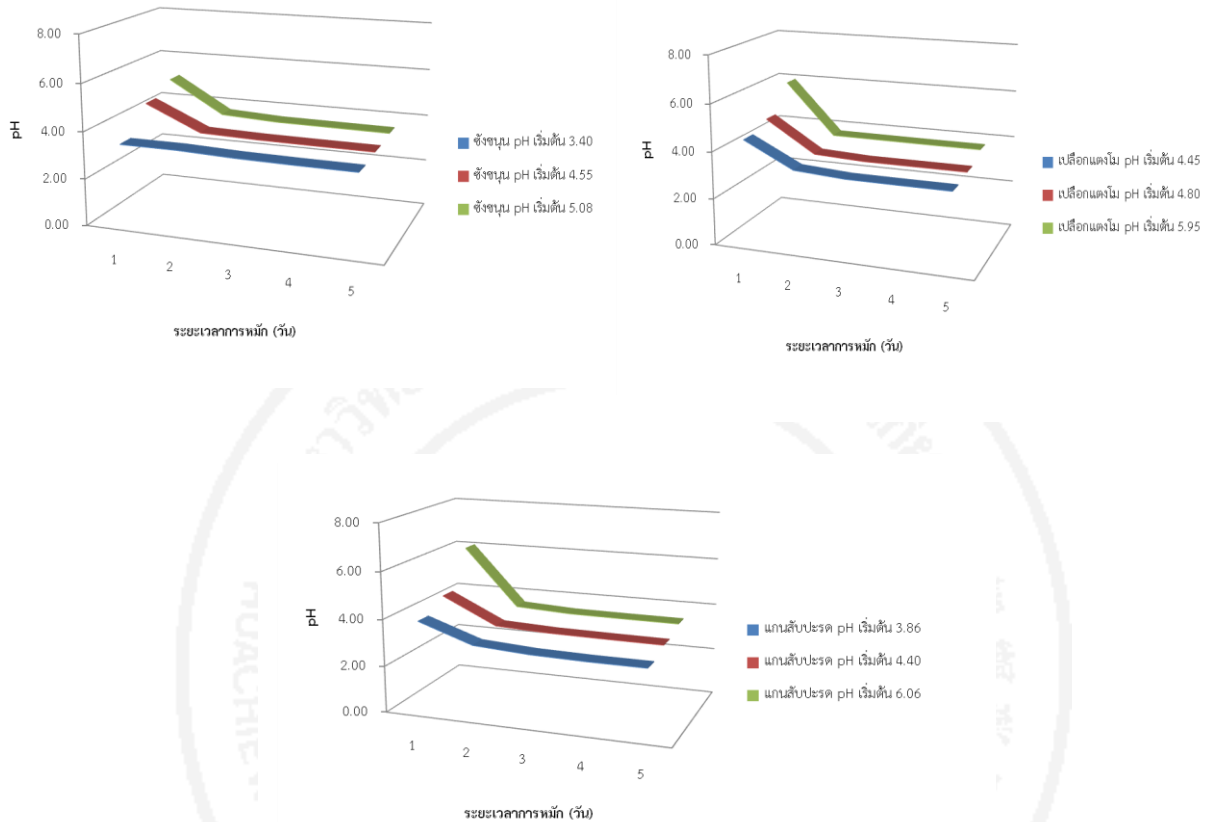 8.00
6.00
4.00
2.00
0.00
pH
1 2 3 4 5
ระยะเวลาการหมัก (วัน)
ซังขนุน pH เริ่มต้น 3.40
ซังขนุน pH เริ่มต้น 4.55
ซังขนุน pH เริ่มต้น 5.08
8.00
6.00
4.00
2.00
0.00
pH
1 2 3 4 5
ระยะเวลาการหมัก (วัน)
เปลือกแตงโม pH เริ่มต้น 4.45
เปลือกแตงโม pH เริ่มต้น 4.80
เปลือกแตงโม pH เริ่มต้น 5.95
8.00
6.00
4.00
2.00
0.00
pH
1 2 3 4 5
ระยะเวลาการหมัก (วัน)
แกนสับปะรด pH เริ่มต้น 3.86
แกนสับปะรด pH เริ่มต้น 4.40
แกนสับปะรด pH เริ่มต้น 6.06